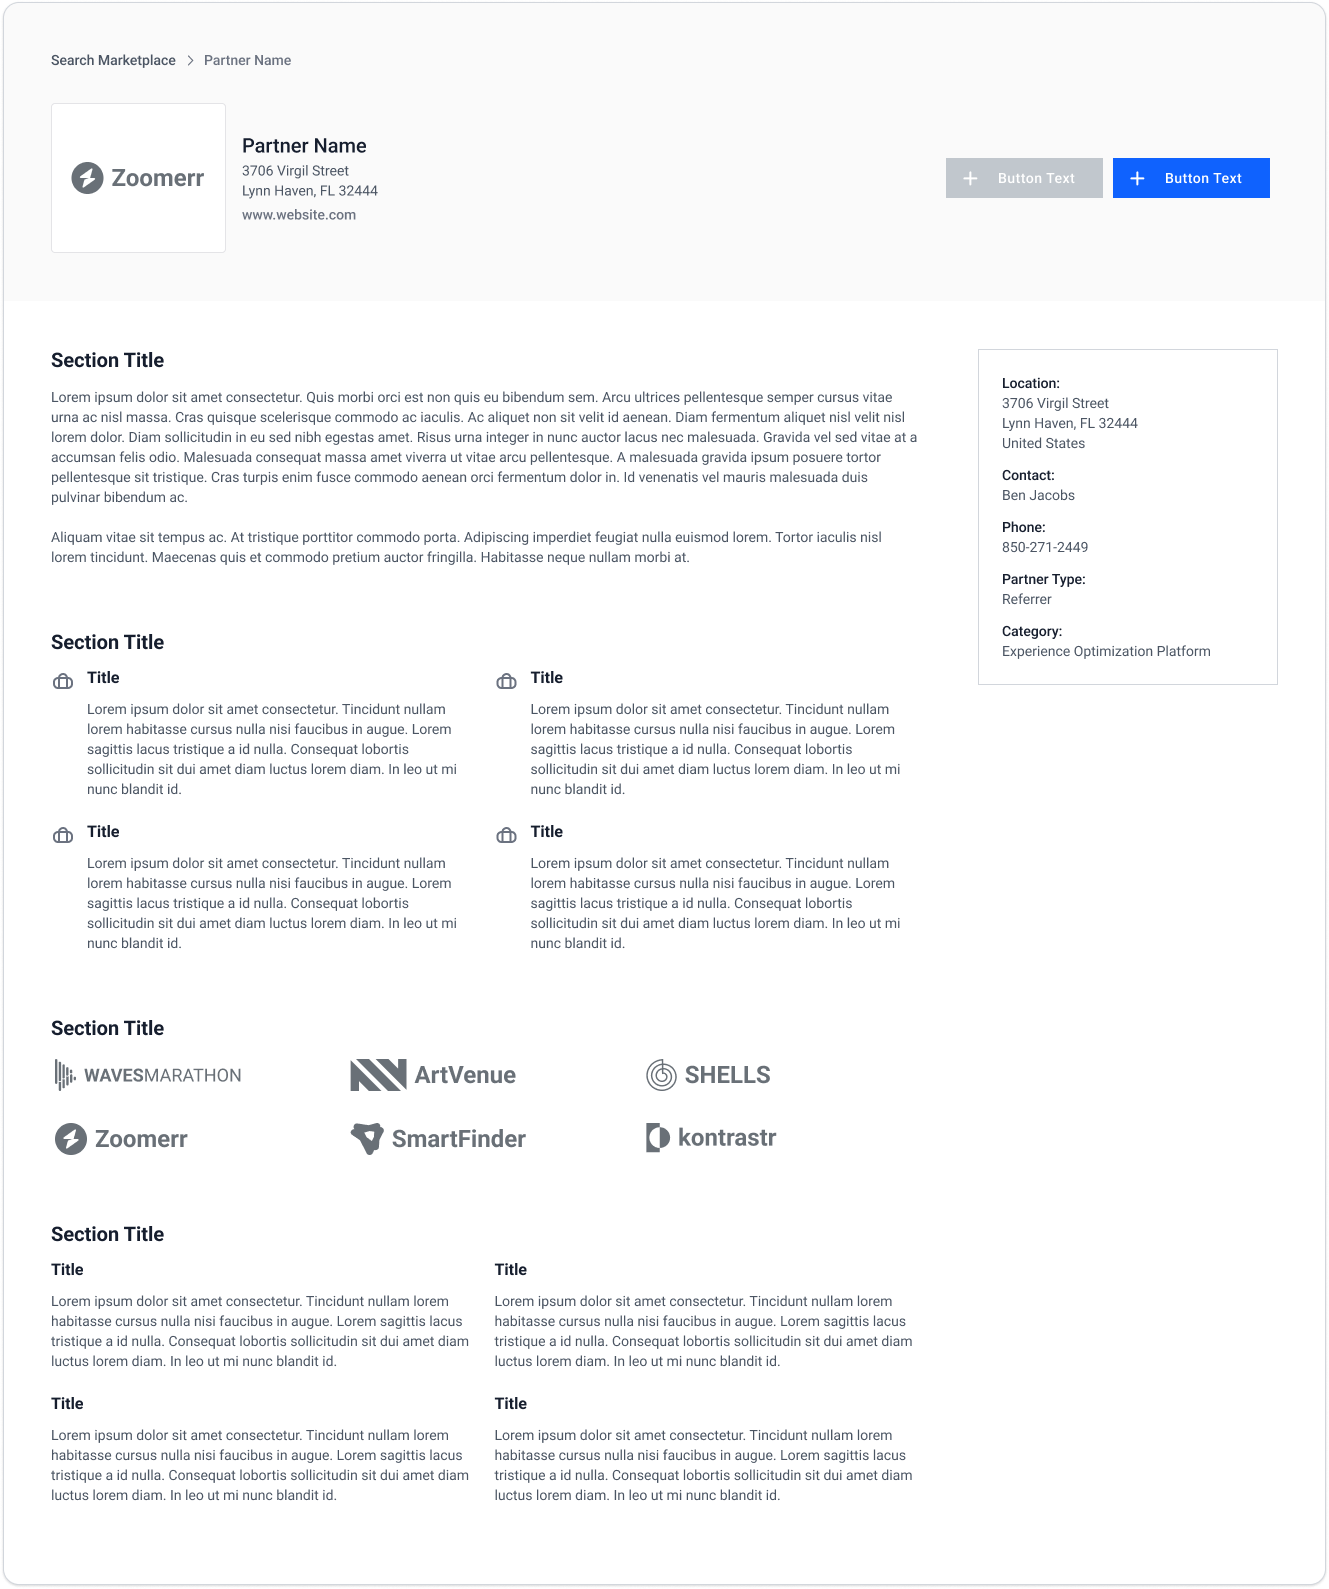 Search Marketplace > Partner Name
Zoomerr
Partner Name
3706 Virgil Street
Lynn Haven, FL 32444
www.website.com
Button Text
Button Text
Section Title
Lorem ipsum dolor sit amet consectetur. Quis morbi orci est non quis eu bibendum sem. Arcu ultrices pellentesque semper cursus vitae
urna ac nisl massa. Cras quisque scelerisque commodo ac iaculis. Ac aliquet non sit velit id aenean. Diam fermentum aliquet nisl velit nisl
lorem dolor. Diam sollicitudin in eu sed nibh egestas amet. Risus urna integer in nunc auctor lacus nec malesuada. Gravida vel sed vitae at a
accumsan felis odio. Malesuada consequat massa amet viverra ut vitae arcu pellentesque. A malesuada gravida ipsum posuere tortor
pellentesque sit tristique. Cras turpis enim fusce commodo aenean orci fermentum dolor in. Id venenatis vel mauris malesuada duis
pulvinar bibendum ac.
Aliquam vitae sit tempus ac. At tristique porttitor commodo porta. Adipiscing imperdiet feugiat nulla euismod lorem. Tortor iaculis nisl
lorem tincidunt. Maecenas quis et commodo pretium auctor fringilla. Habitasse neque nullam morbi at.
Location:
3706 Virgil Street
Lynn Haven, FL 32444
United States
Contact:
Ben Jacobs
Phone:
850-271-2449
Partner Type:
Referrer
Category:
Experience Optimization Platform
Section Title
Title
Lorem ipsum dolor sit amet consectetur. Tincidunt nullam
lorem habitasse cursus nulla nisi faucibus in augue. Lorem
sagittis lacus tristique a id nulla. Consequat lobortis
sollicitudin sit dui amet diam luctus lorem diam. In leo ut mi
nunc blandit id.
Title
Lorem ipsum dolor sit amet consectetur. Tincidunt nullam
lorem habitasse cursus nulla nisi faucibus in augue. Lorem
sagittis lacus tristique a id nulla. Consequat lobortis
sollicitudin sit dui amet diam luctus lorem diam. In leo ut mi
nunc blandit id.
Title
Lorem ipsum dolor sit amet consectetur. Tincidunt nullam
lorem habitasse cursus nulla nisi faucibus in augue. Lorem
sagittis lacus tristique a id nulla. Consequat lobortis
sollicitudin sit dui amet diam luctus lorem diam. In leo ut mi
nunc blandit id.
Title
Lorem ipsum dolor sit amet consectetur. Tincidunt nullam
lorem habitasse cursus nulla nisi faucibus in augue. Lorem
sagittis lacus tristique a id nulla. Consequat lobortis
sollicitudin sit dui amet diam luctus lorem diam. In leo ut mi
nunc blandit id.
Section Title
WAVESMARATHON
ArtVenue
SHELLS
Zoomerr
SmartFinder
kontrastr
Section Title
Title
Lorem ipsum dolor sit amet consectetur. Tincidunt nullam lorem
habitasse cursus nulla nisi faucibus in augue. Lorem sagittis lacus
tristique a id nulla. Consequat lobortis sollicitudin sit dui amet diam
luctus lorem diam. In leo ut mi nunc blandit id.
Title
Lorem ipsum dolor sit amet consectetur. Tincidunt nullam lorem
habitasse cursus nulla nisi faucibus in augue. Lorem sagittis lacus
tristique a id nulla. Consequat lobortis sollicitudin sit dui amet diam
luctus lorem diam. In leo ut mi nunc blandit id.
Title
Lorem ipsum dolor sit amet consectetur. Tincidunt nullam lorem
habitasse cursus nulla nisi faucibus in augue. Lorem sagittis lacus
tristique a id nulla. Consequat lobortis sollicitudin sit dui amet diam
luctus lorem diam. In leo ut mi nunc blandit id.
Title
Lorem ipsum dolor sit amet consectetur. Tincidunt nullam lorem
habitasse cursus nulla nisi faucibus in augue. Lorem sagittis lacus
tristique a id nulla. Consequat lobortis sollicitudin sit dui amet diam
luctus lorem diam. In leo ut mi nunc blandit id.